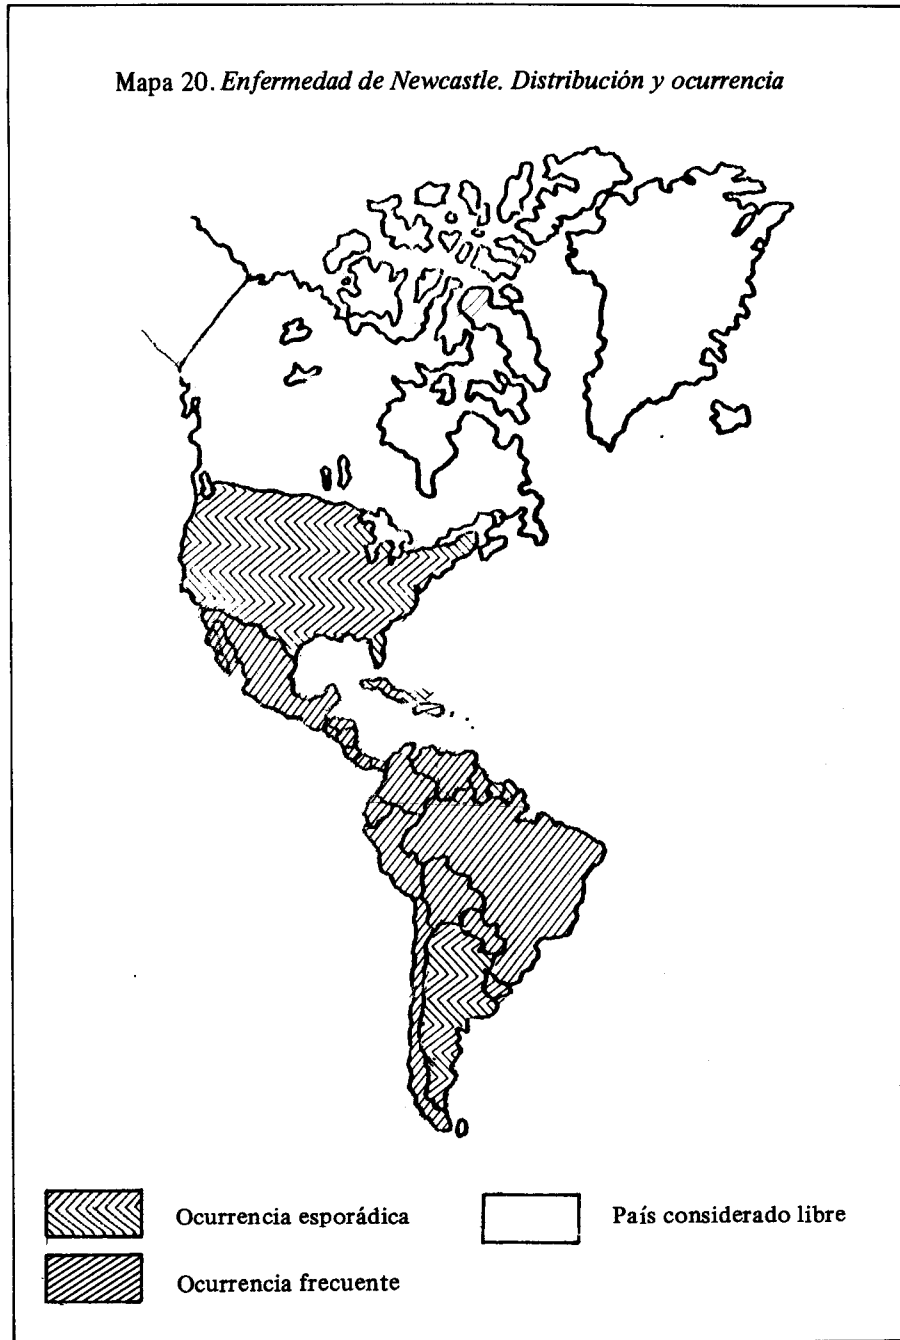 Mapa 20. Enfermedad de Newcastle. Distribución y ocurrencia
Ocurrencia esporádica
País considerado libre
Ocurrencia frecuente